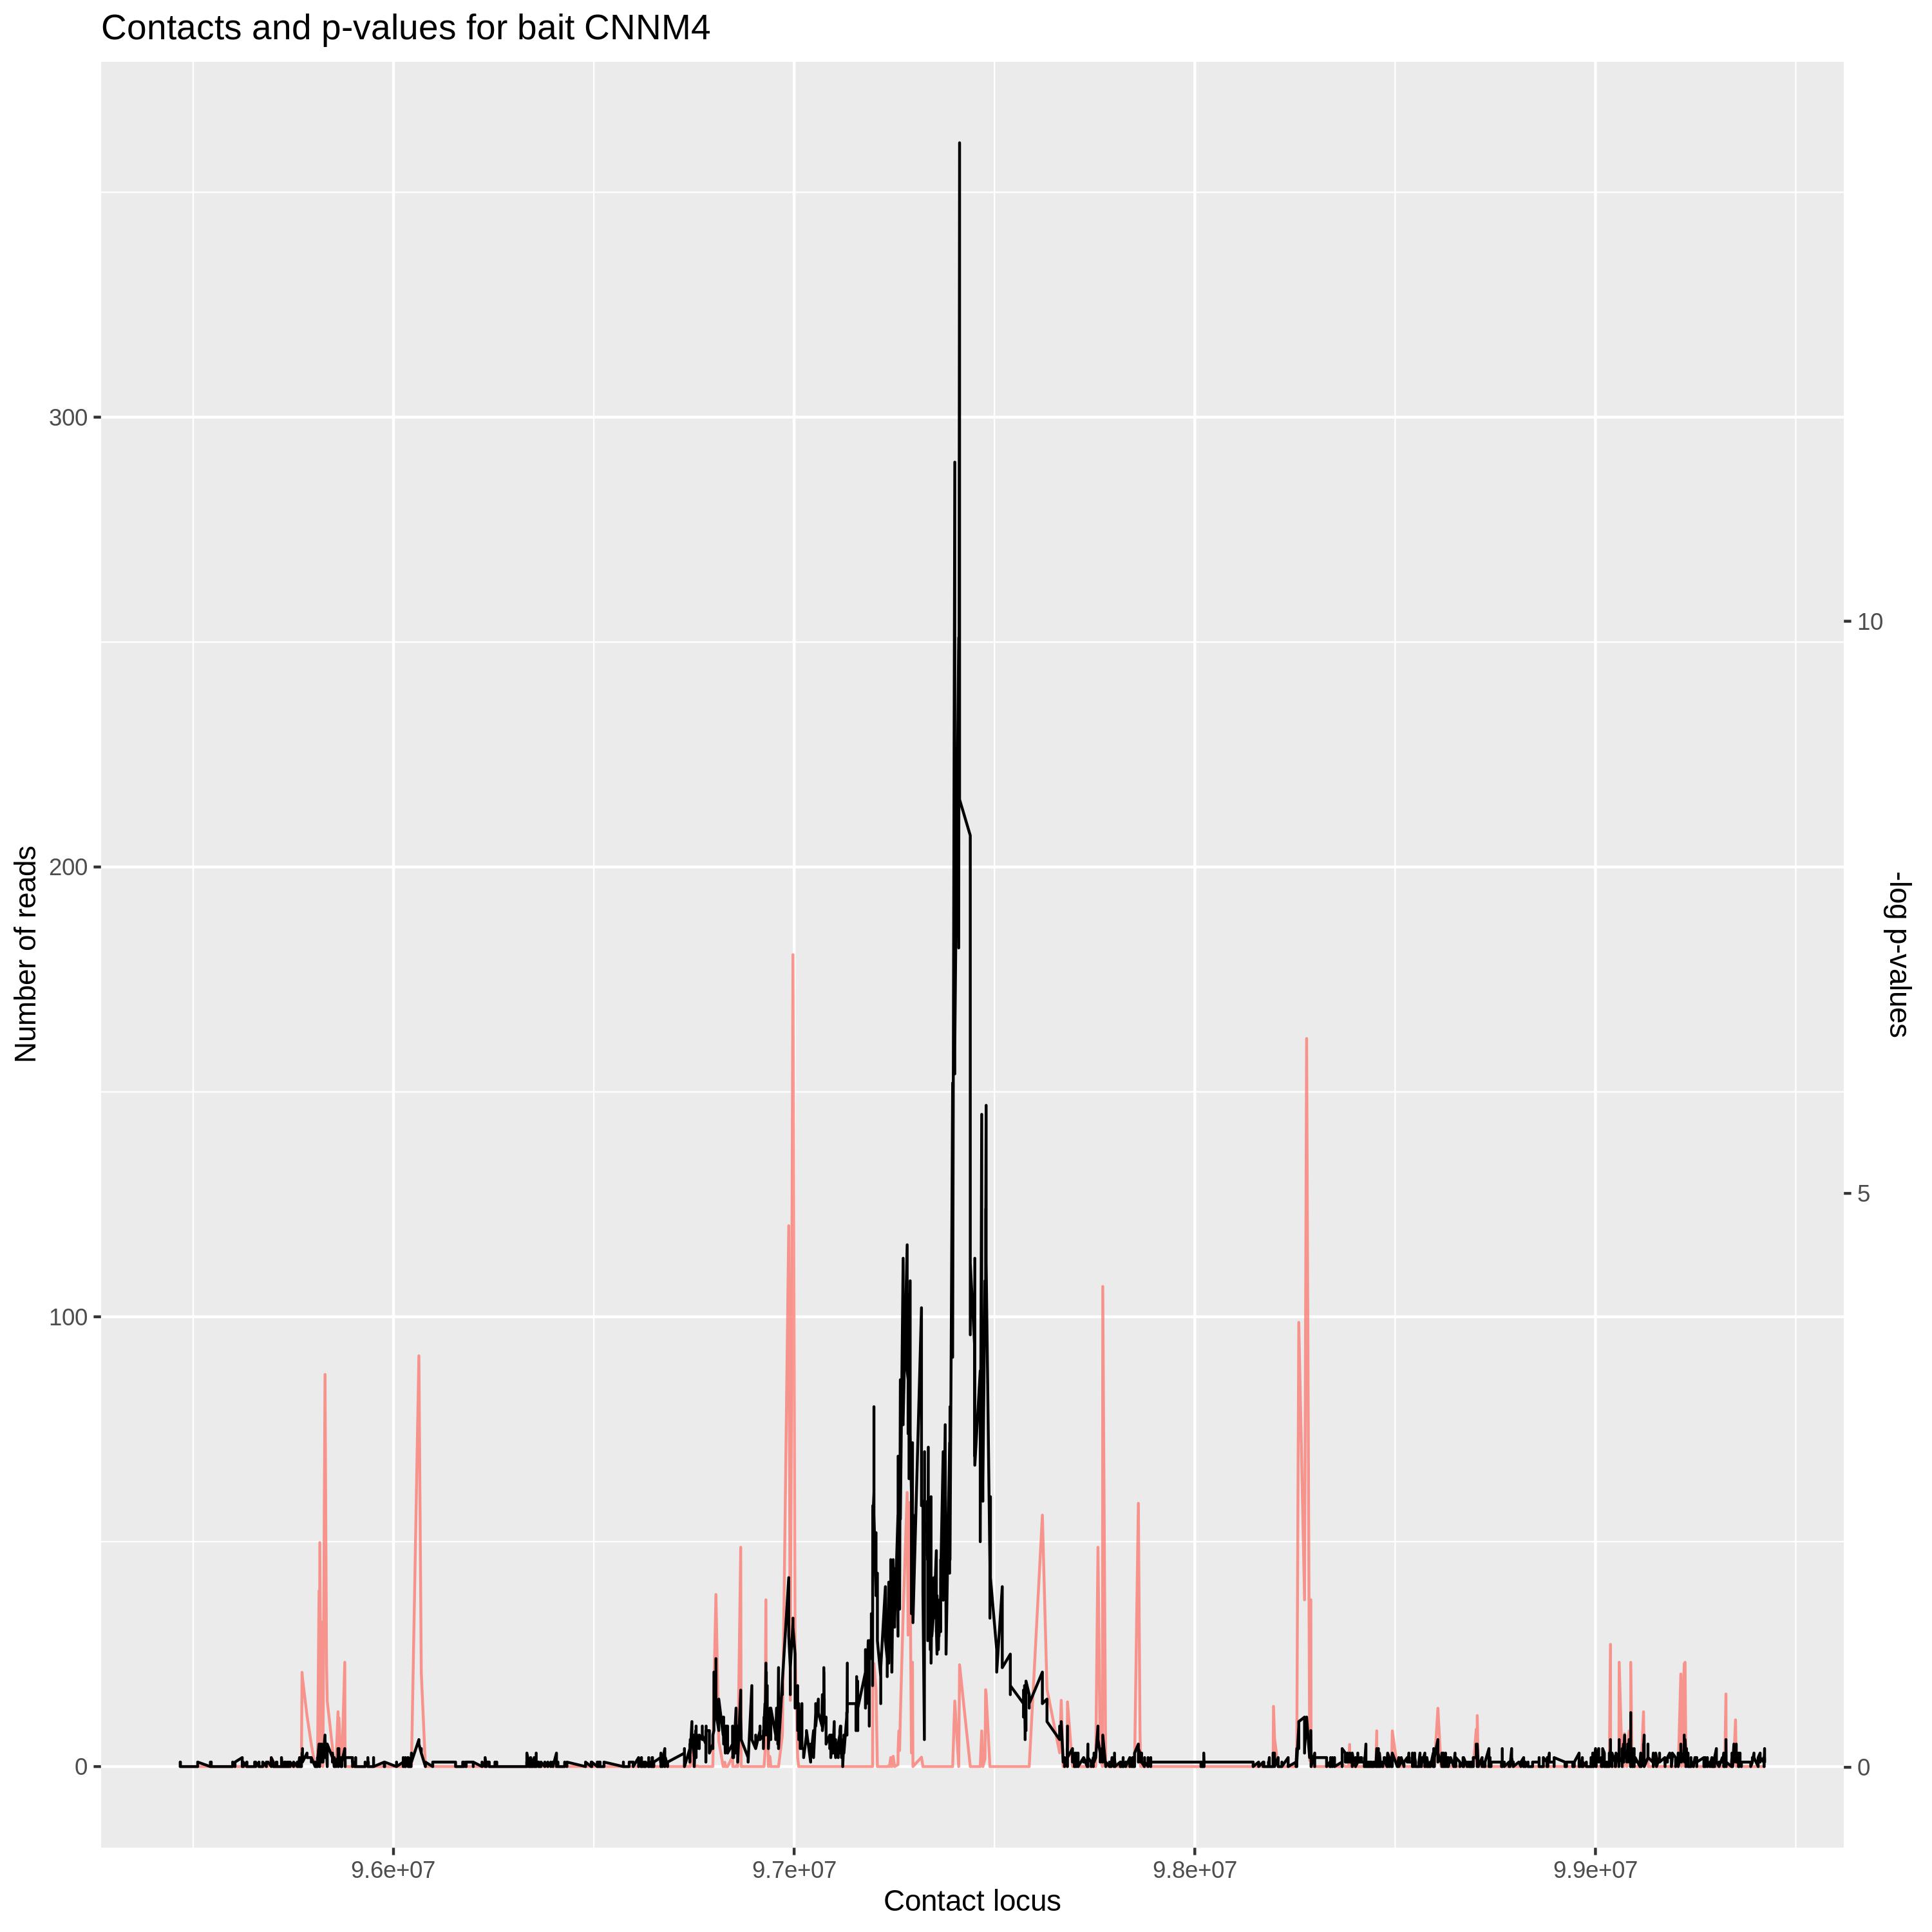 Contacts and p-values for bait CNNM4
300
200
100
0
10
5
0
Number of reads
-log p-values
9.6e+07
9.7e+07
9.8e+07
9.9e+07
Contact locus